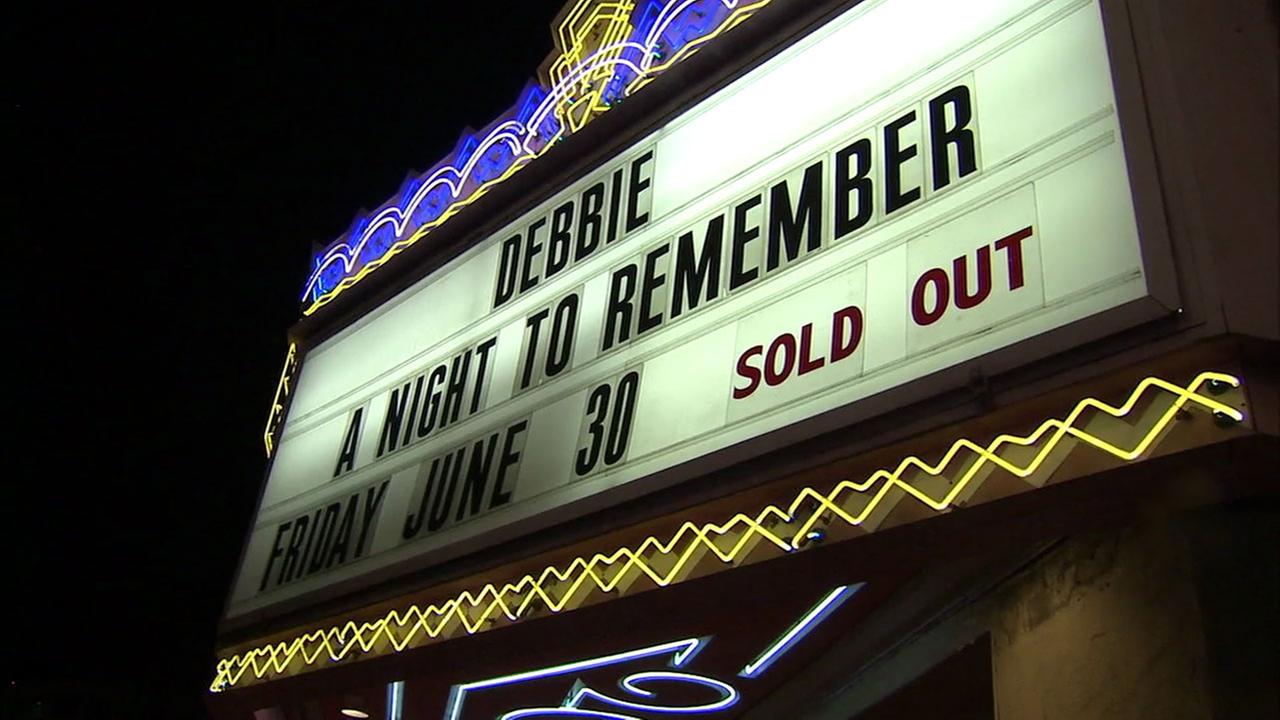 DEBBIE
A NIGHT TO REMEMBER
FRIDAY JUNE 30 SOLD OUT